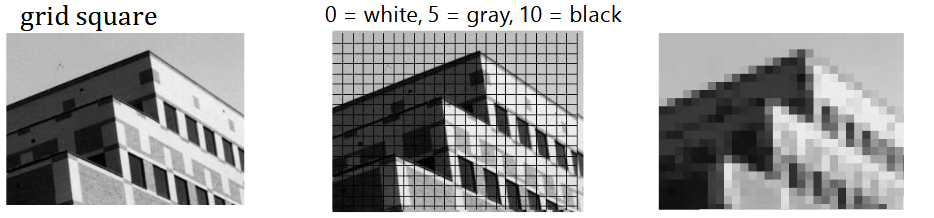 grid square
0 = white, 5 = gray, 10 = black